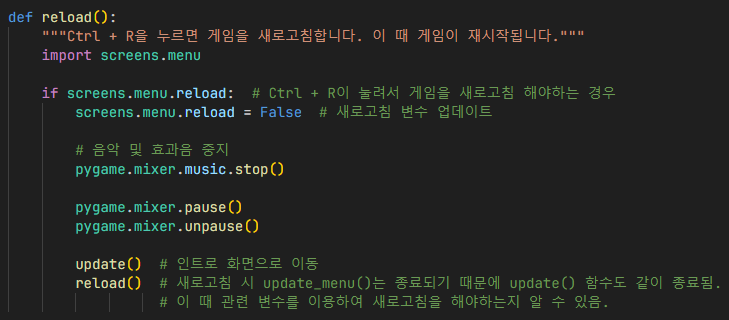 def reload():
    """Ctrl + R을 누르면 게임을 새로고침합니다. 이 때 게임이 재시작됩니다."""
    import screens.menu
    if screens.menu.reload:  # Ctrl + R이 눌려서 게임을 새로고침 해야하는 경우
        screens.menu.reload = False  # 새로고침 변수 업데이트
        # 음악 및 효과음 중지
        pygame.mixer.music.stop()
        pygame.mixer.pause()
        pygame.mixer.unpause()
        update()  # 인트로 화면으로 이동
        reload()  # 새로고침 시 update_menu()는 종료되기 때문에 update() 함수도 같이 종료됨.
                  # 이 때 관련 변수를 이용하여 새로고침을 해야하는지 알 수 있음.